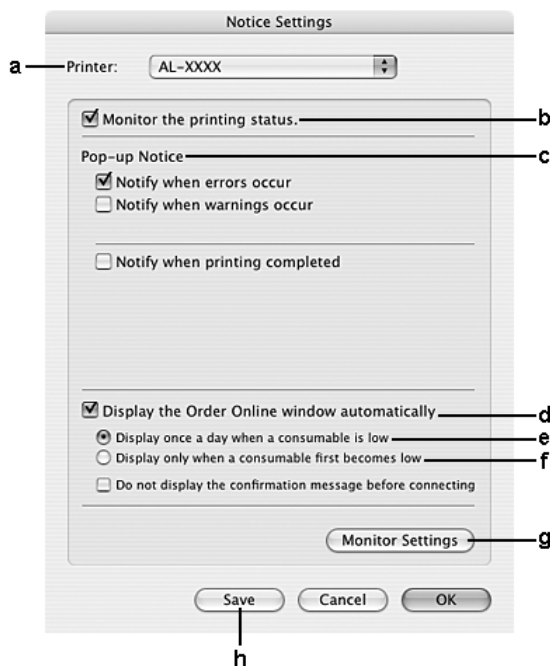 Notice Settings
a Printer: AL-XXXX
Monitor the printing status. b
Pop-up Notice c
Notify when errors occur
Notify when warnings occur
Notify when printing completed
Display the Order Online window automatically d
Display once a day when a consumable is low e
Display only when a consumable first becomes low f
Do not display the confirmation message before connecting
Monitor Settings g
Save Cancel OK
h